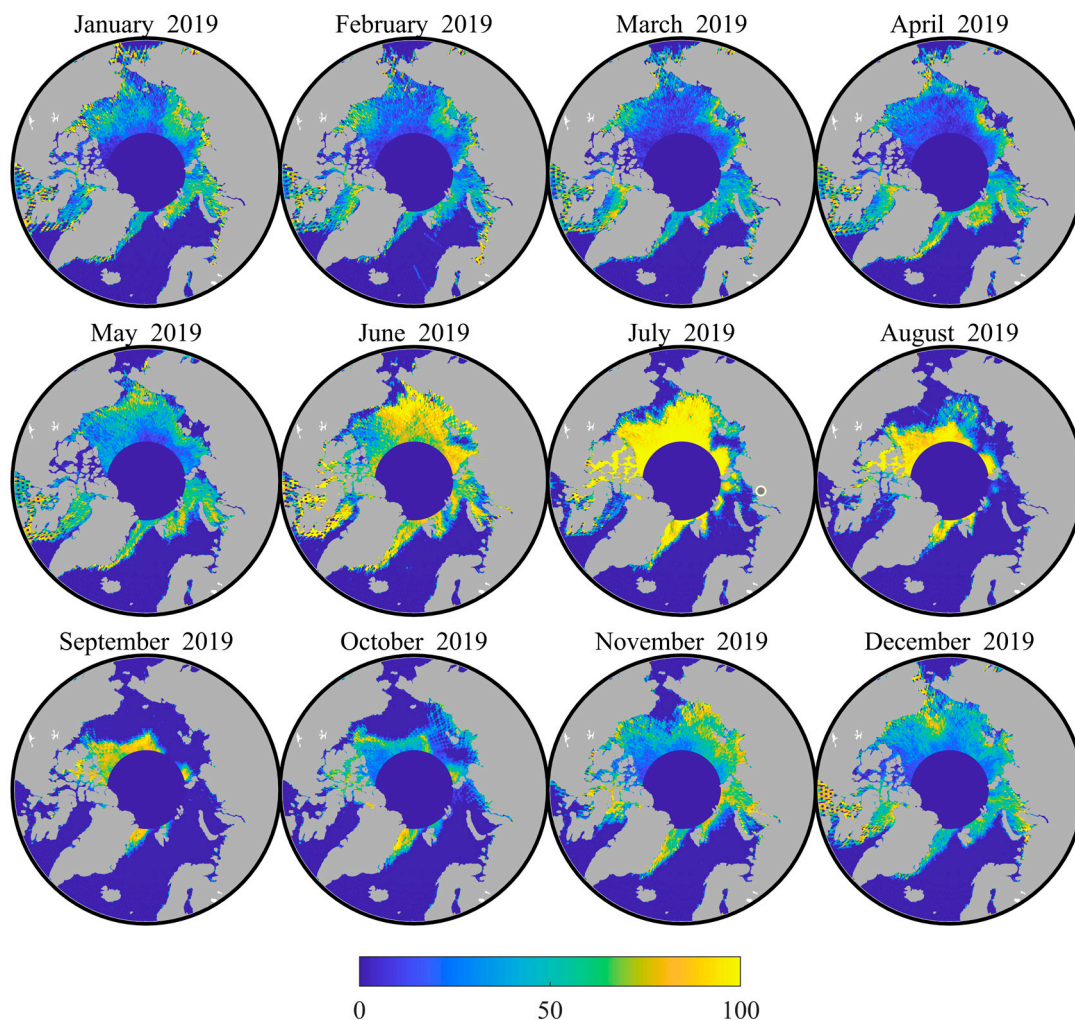 January 2019
February 2019
March 2019
April 2019
May 2019
June 2019
July 2019
August 2019
September 2019
October 2019
November 2019
December 2019
0 50 100